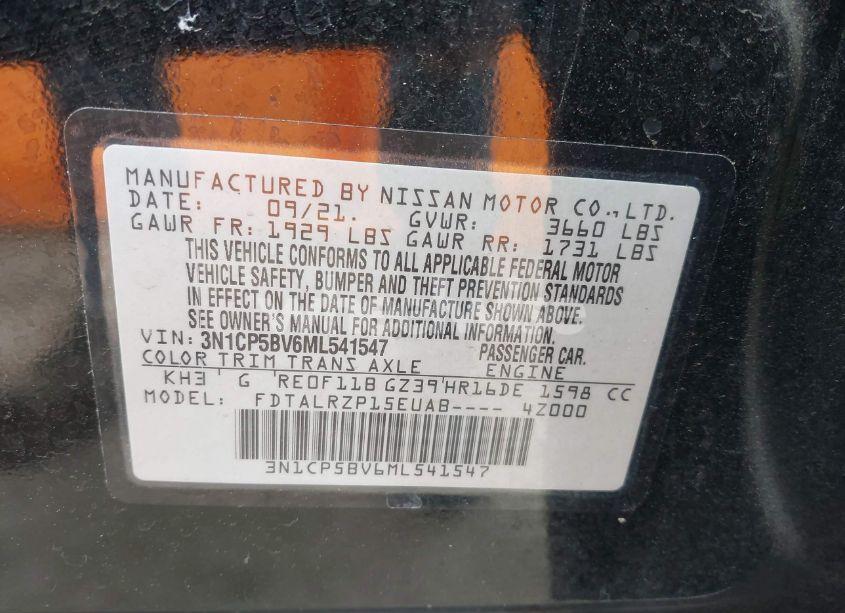 MANUFACTURED BY NISSAN MOTOR CO., LTD.
DATE: 09/21. GVWR: 3660 LBS
GAWR FR: 1929 LBS GAWR RR: 1731 LBS
THIS VEHICLE CONFORMS TO ALL APPLICABLE FEDERAL MOTOR
VEHICLE SAFETY, BUMPER AND THEFT PREVENTION STANDARDS
IN EFFECT ON THE DATE OF MANUFACTURE SHOWN ABOVE.
SEE OWNER'S MANUAL FOR ADDITIONAL INFORMATION.
VIN: 3N1CP5BV6ML541547 PASSENGER CAR.
COLOR TRIM TRANS AXLE ENGINE
KH3 ' G 'RE0F11B GZ39'HR16DE 1598 CC
MODEL: FDTALRZP15EUAB---- 4Z000
3N1CP5BV6ML541547